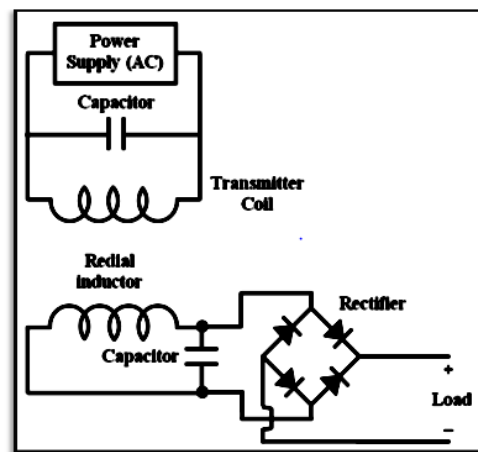 Power
Supply (AC)
Capacitor
Transmitter
Coil
Redial
inductor
Rectifier
Capacitor
+
Load
−